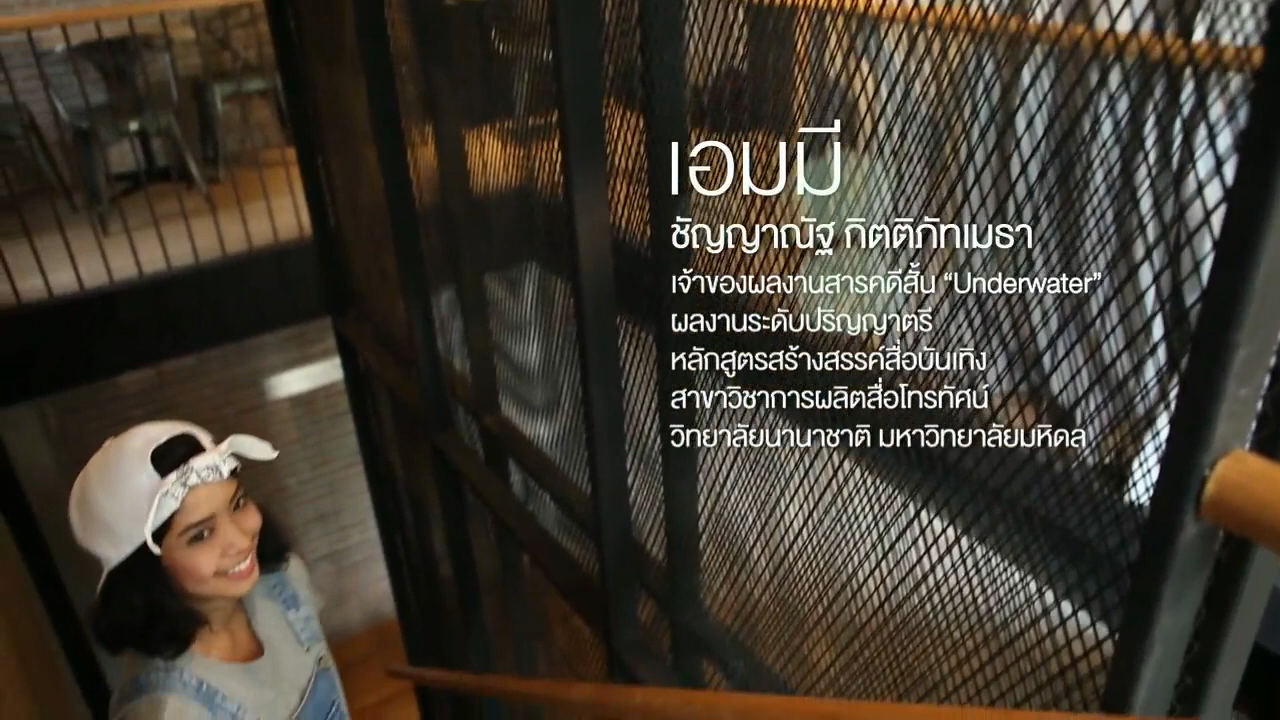 เอมมี
ชัญญาณัฐ กิตติภัทเมธา
เจ้าของผลงานสารคดีสั้น “Underwater”
ผลงานระดับปริญญาตรี
หลักสูตรสร้างสรรค์สื่อบันเทิง
สาขาวิชาการผลิตสื่อโทรทัศน์
วิทยาลัยนานาชาติ มหาวิทยาลัยมหิดล